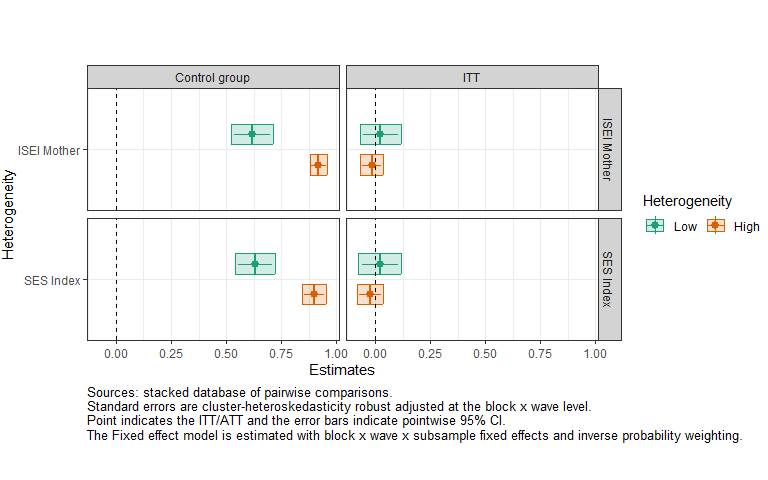 Control group
ITT
Heterogeneity
ISEI Mother
ISEI Mother
SES Index
SES Index
0.00 0.25 0.50 0.75 1.00
0.00 0.25 0.50 0.75 1.00
Estimates
Heterogeneity
Low
High
Sources: stacked database of pairwise comparisons.
Standard errors are cluster-heteroskedasticity robust adjusted at the block x wave level.
Point indicates the ITT/ATT and the error bars indicate pointwise 95% CI.
The Fixed effect model is estimated with block x wave x subsample fixed effects and inverse probability weighting.